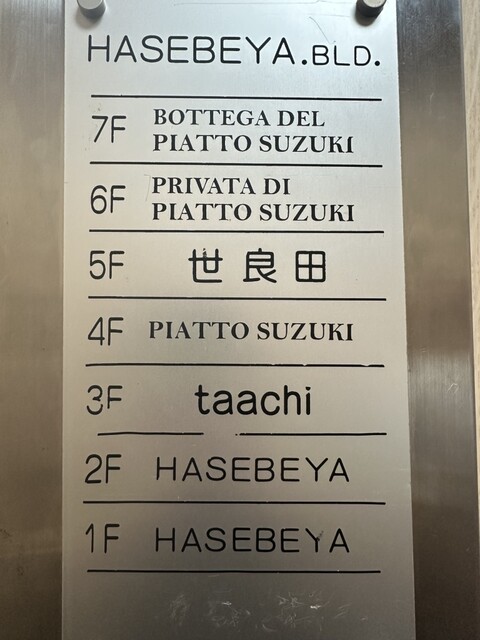 HASEBEYA.BLD.
7F BOTTEGA DEL
PIATTO SUZUKI
6F PRIVATA DI
PIATTO SUZUKI
5F 世良田
4F PIATTO SUZUKI
3F taachi
2F HASEBEYA
1F HASEBEYA